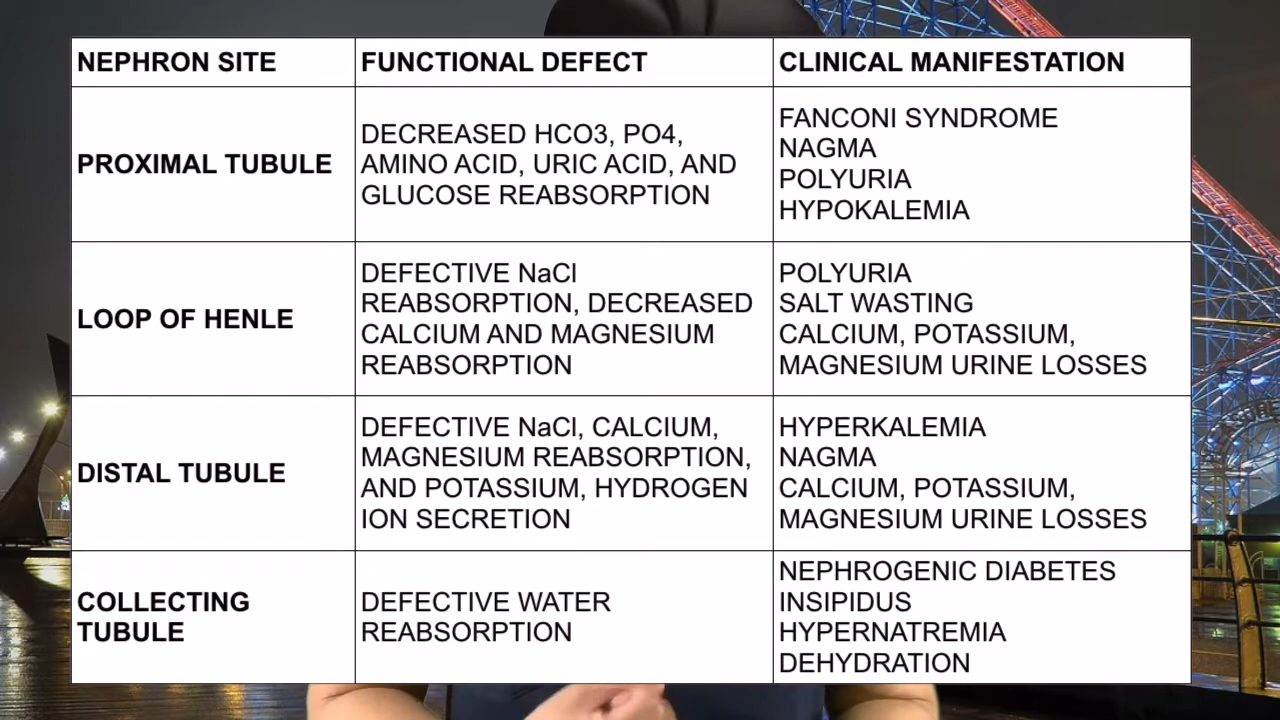 NEPHRON SITE
FUNCTIONAL DEFECT
CLINICAL MANIFESTATION
PROXIMAL TUBULE
DECREASED HCO3, PO4,
AMINO ACID, URIC ACID, AND
GLUCOSE REABSORPTION
FANCONI SYNDROME
NAGMA
POLYURIA
HYPOKALEMIA
LOOP OF HENLE
DEFECTIVE NaCl
REABSORPTION, DECREASED
CALCIUM AND MAGNESIUM
REABSORPTION
POLYURIA
SALT WASTING
CALCIUM, POTASSIUM,
MAGNESIUM URINE LOSSES
DISTAL TUBULE
DEFECTIVE NaCl, CALCIUM,
MAGNESIUM REABSORPTION,
AND POTASSIUM, HYDROGEN
ION SECRETION
HYPERKALEMIA
NAGMA
CALCIUM, POTASSIUM,
MAGNESIUM URINE LOSSES
COLLECTING
TUBULE
DEFECTIVE WATER
REABSORPTION
NEPHROGENIC DIABETES
INSIPIDUS
HYPERNATREMIA
DEHYDRATION